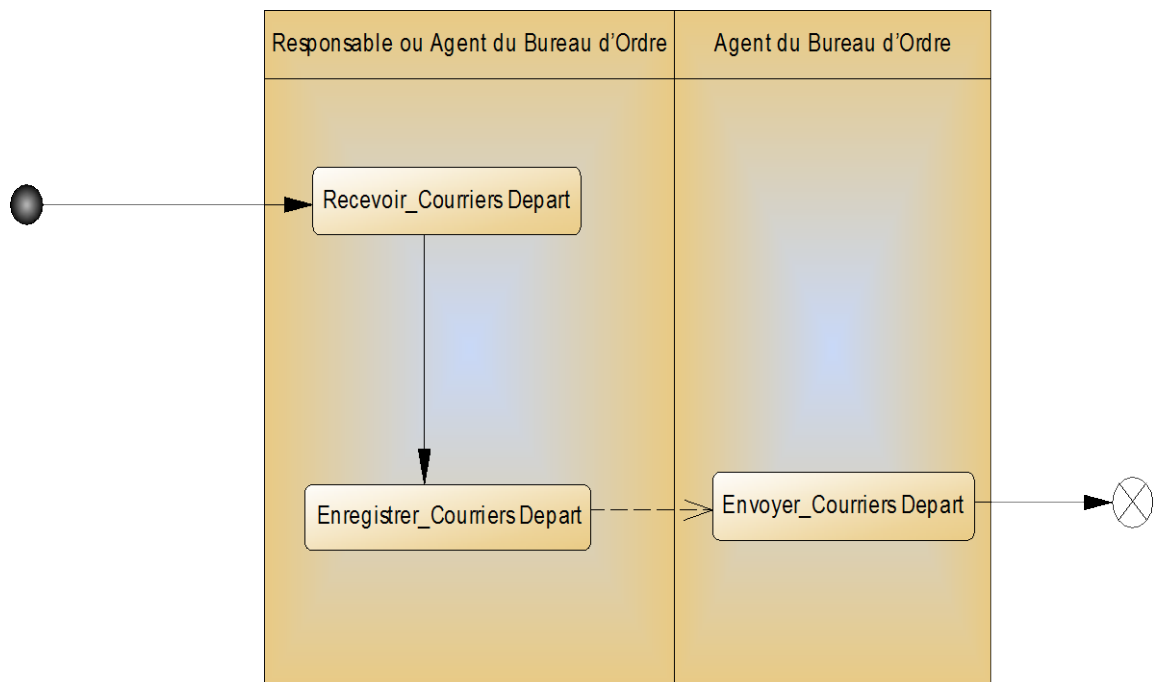 Responsable ou Agent du Bureau d'Ordre
Agent du Bureau d'Ordre
Recevoir_Courriers Depart
Enregistrer_Courriers Depart
Envoyer_Courriers Depart